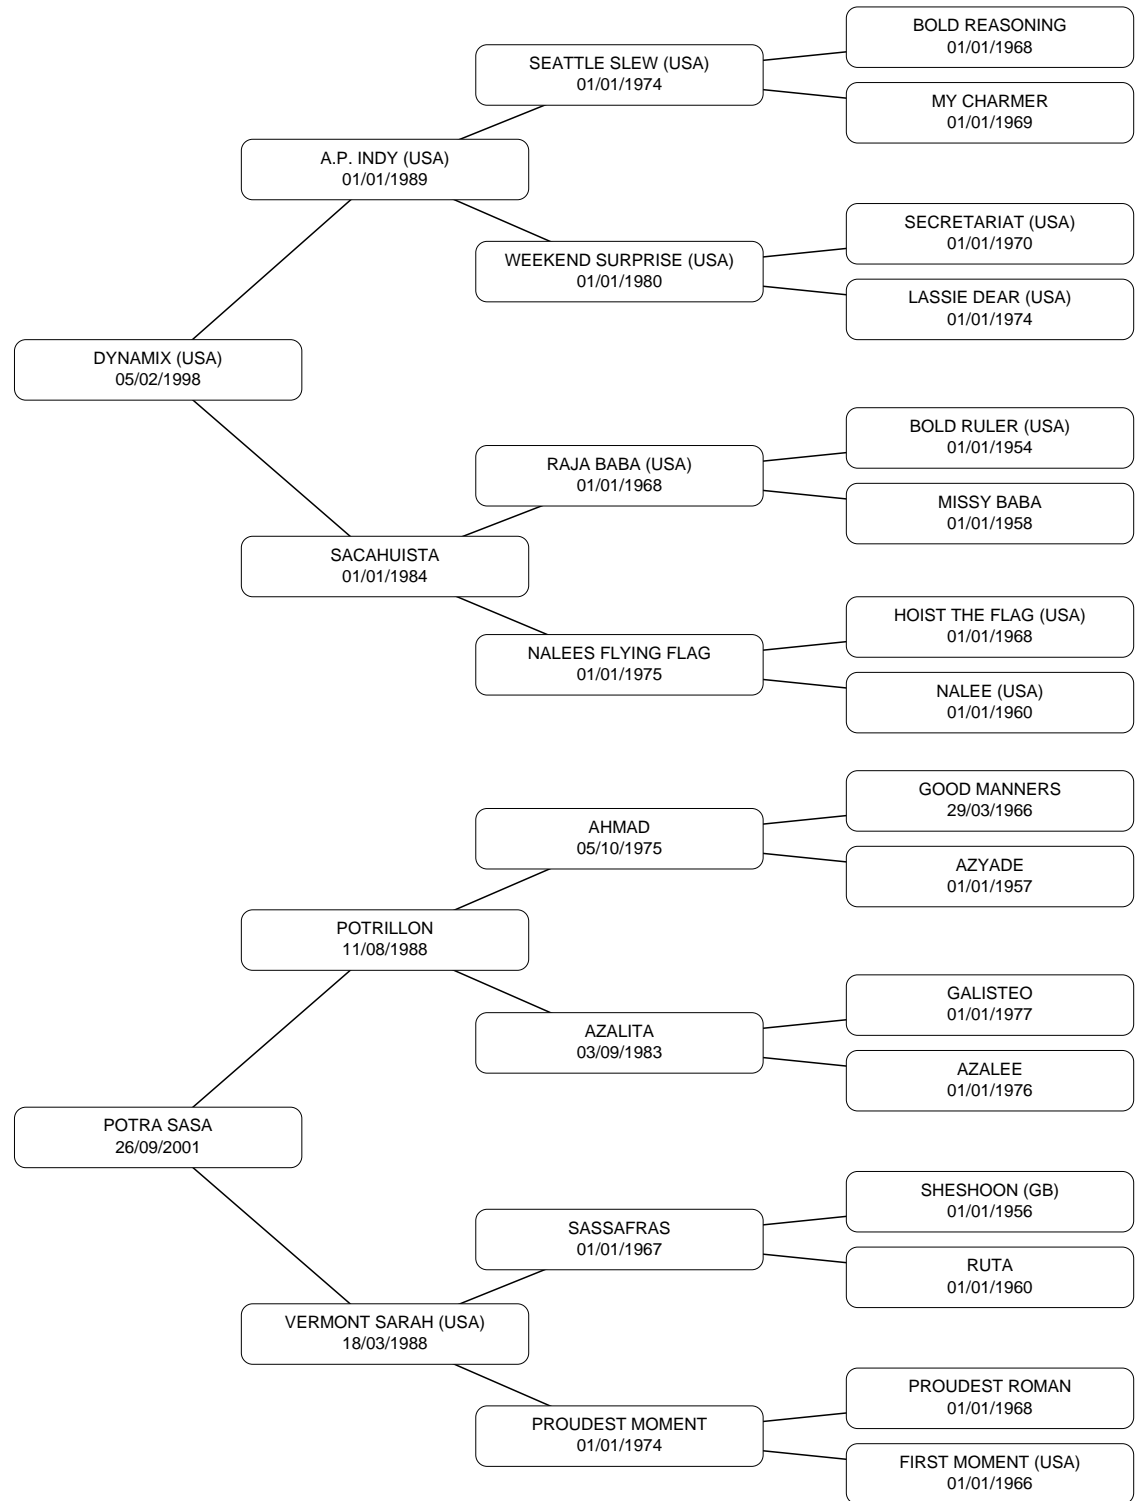 BOLD REASONING
01/01/1968
SEATTLE SLEW (USA)
01/01/1974
MY CHARMER
01/01/1969
A.P. INDY (USA)
01/01/1989
SECRETARIAT (USA)
01/01/1970
WEEKEND SURPRISE (USA)
01/01/1980
LASSIE DEAR (USA)
01/01/1974
DYNAMIX (USA)
05/02/1998
BOLD RULER (USA)
01/01/1954
RAJA BABA (USA)
01/01/1968
MISSY BABA
01/01/1958
SACAHUISTA
01/01/1984
HOIST THE FLAG (USA)
01/01/1968
NALEES FLYING FLAG
01/01/1975
NALEE (USA)
01/01/1960
GOOD MANNERS
29/03/1966
AHMAD
05/10/1975
AZYADE
01/01/1957
POTRILLON
11/08/1988
GALISTEO
01/01/1977
AZALITA
03/09/1983
AZALEE
01/01/1976
POTRA SASA
26/09/2001
SHESHOON (GB)
01/01/1956
SASSAFRAS
01/01/1967
RUTA
01/01/1960
VERMONT SARAH (USA)
18/03/1988
PROUDEST ROMAN
01/01/1968
PROUDEST MOMENT
01/01/1974
FIRST MOMENT (USA)
01/01/1966